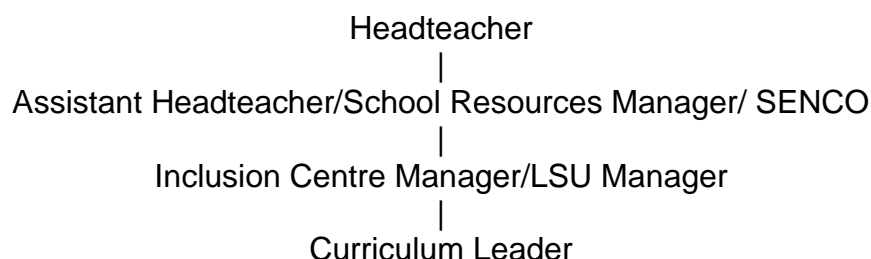 Headteacher
|
Assistant Headteacher/School Resources Manager/ SENCO
|
Inclusion Centre Manager/LSU Manager
|
Curriculum Leader